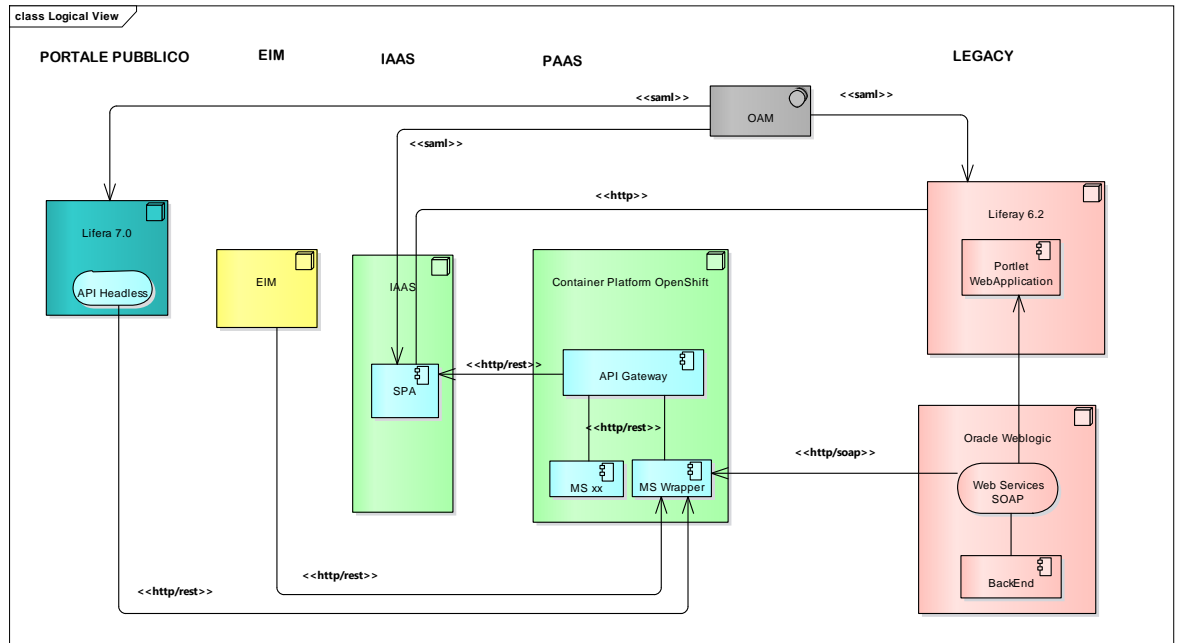 class Logical View
PORTALE PUBBLICO
EIM
IAAS
PAAS
LEGACY
<<saml>>
OAM
<<saml>>
<<saml>>
<<http>>
Lifera 7.0
API Headless
EIM
IAAS
SPA
<<http/rest>>
Container Platform OpenShift
API Gateway
<<http/rest>>
MS xx
MS Wrapper
Liferay 6.2
Portlet
WebApplication
<<http/soap>>
Oracle Weblogic
Web Services
SOAP
BackEnd
<<http/rest>>
<<http/rest>>